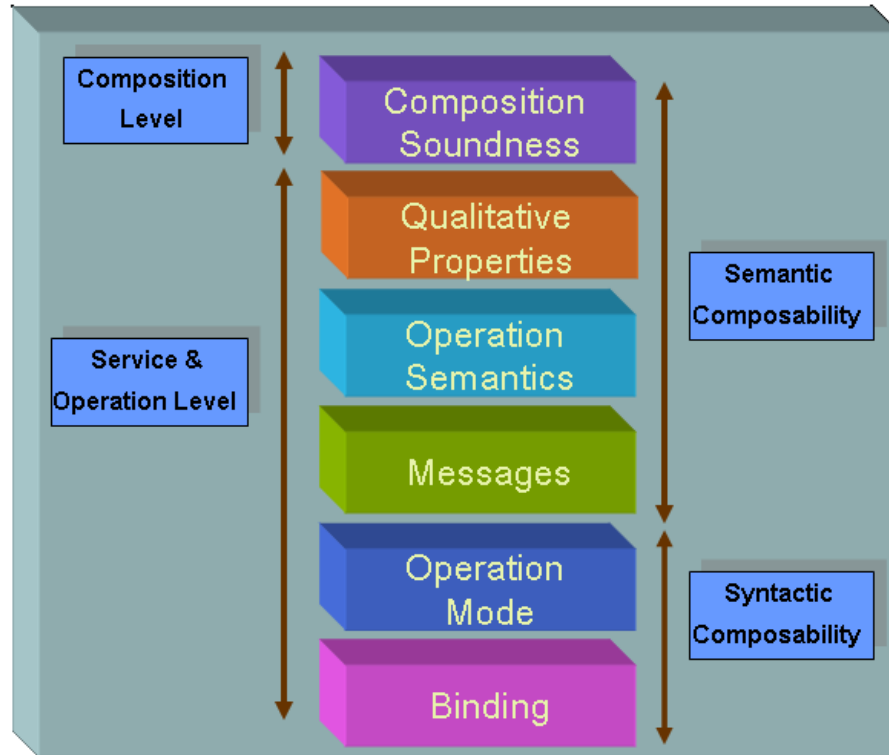 Composition
Level
Composition
Soundness
Qualitative
Properties
Semantic
Composability
Service &
Operation Level
Operation
Semantics
Messages
Operation
Mode
Syntactic
Composability
Binding